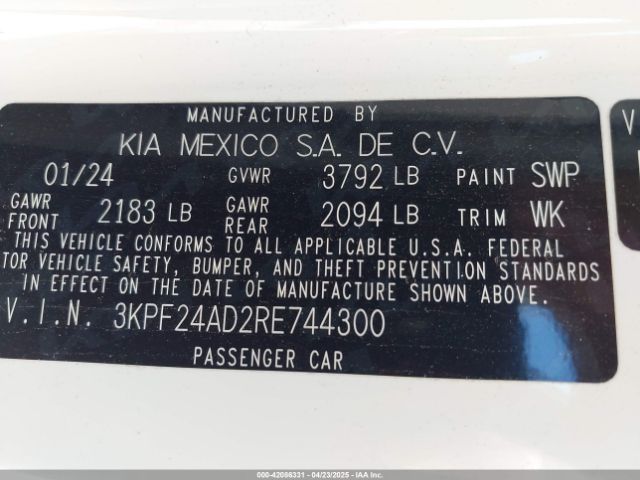 MANUFACTURED BY
KIA MEXICO S.A. DE C.V.
01/24 GVWR 3792 LB PAINT SWP
GAWR FRONT 2183 LB GAWR REAR 2094 LB TRIM WK
THIS VEHICLE CONFORMS TO ALL APPLICABLE U.S.A. FEDERAL
TOR VEHICLE SAFETY, BUMPER, AND THEFT PREVENTION STANDARDS
IN EFFECT ON THE DATE OF MANUFACTURE SHOWN ABOVE.
V.I.N. 3KPF24AD2RE744300
PASSENGER CAR
V
000-42086331 - 04/23/2025 - IAAI.COM